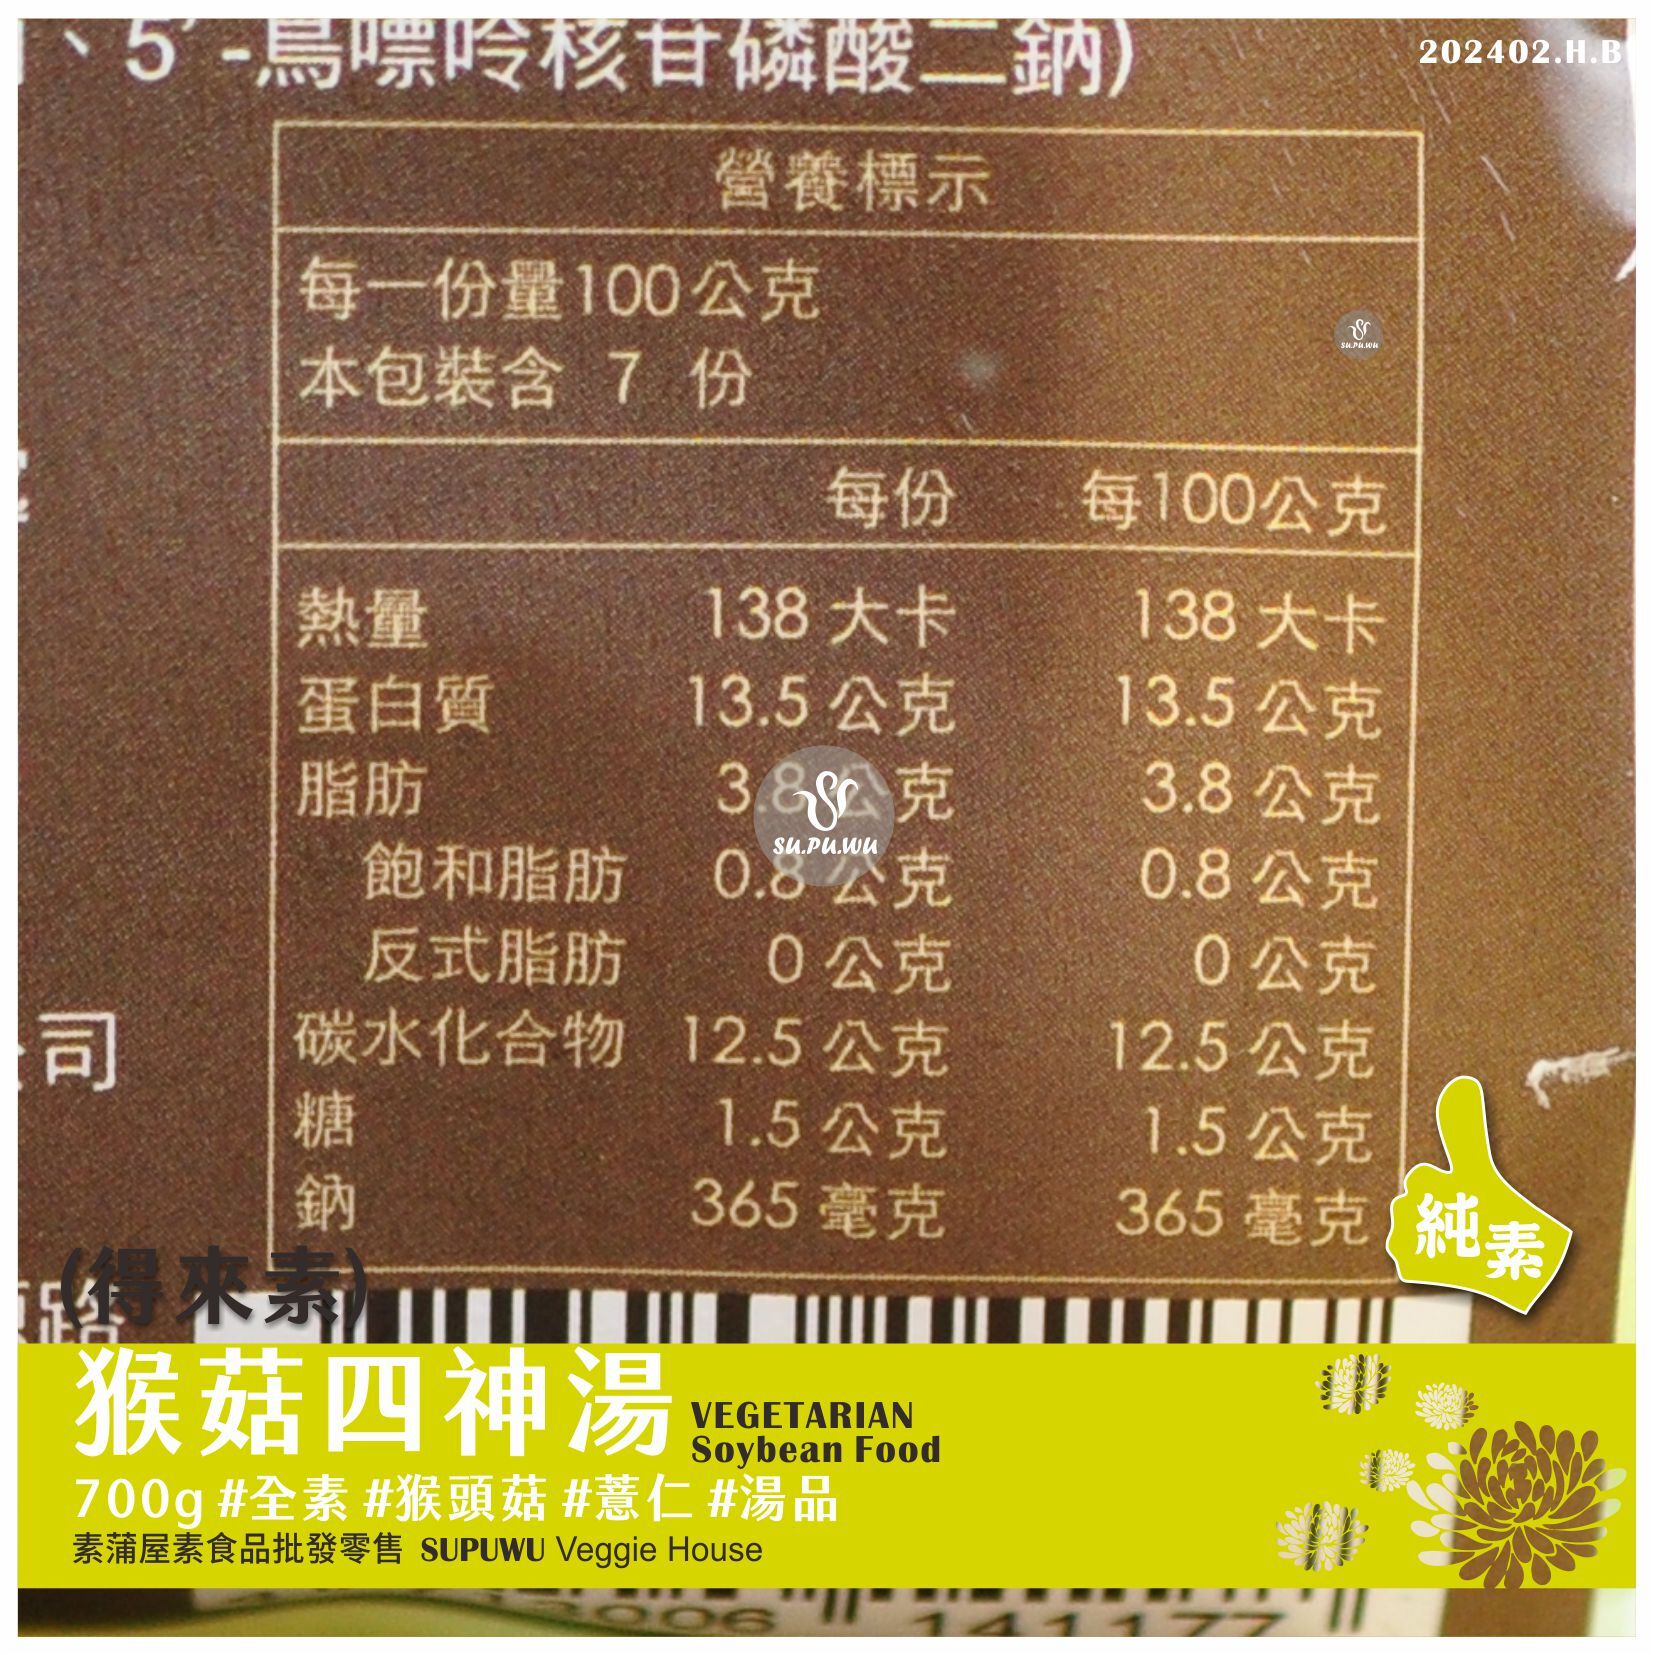 、5'-鳥嘌呤核苷磷酸二鈉)
202402.H.B
營養標示
每一份量100公克
本包裝含 7 份
su.pu.wu
每份 每100公克
熱量 138 大卡 138 大卡
蛋白質 13.5 公克 13.5 公克
脂肪 3.8 公克 3.8 公克
su.pu.wu
飽和脂肪 0.8 公克 0.8 公克
反式脂肪 0 公克 0 公克
碳水化合物 12.5 公克 12.5 公克
司
糖 1.5 公克 1.5 公克
鈉 365 毫克 365 毫克
純素
(得來素)
路
猴菇四神湯
VEGETARIAN
Soybean Food
700g #全素 #猴頭菇 #薏仁 #湯品
素蒲屋素食品批發零售 SUPUWU Veggie House
2006 141177